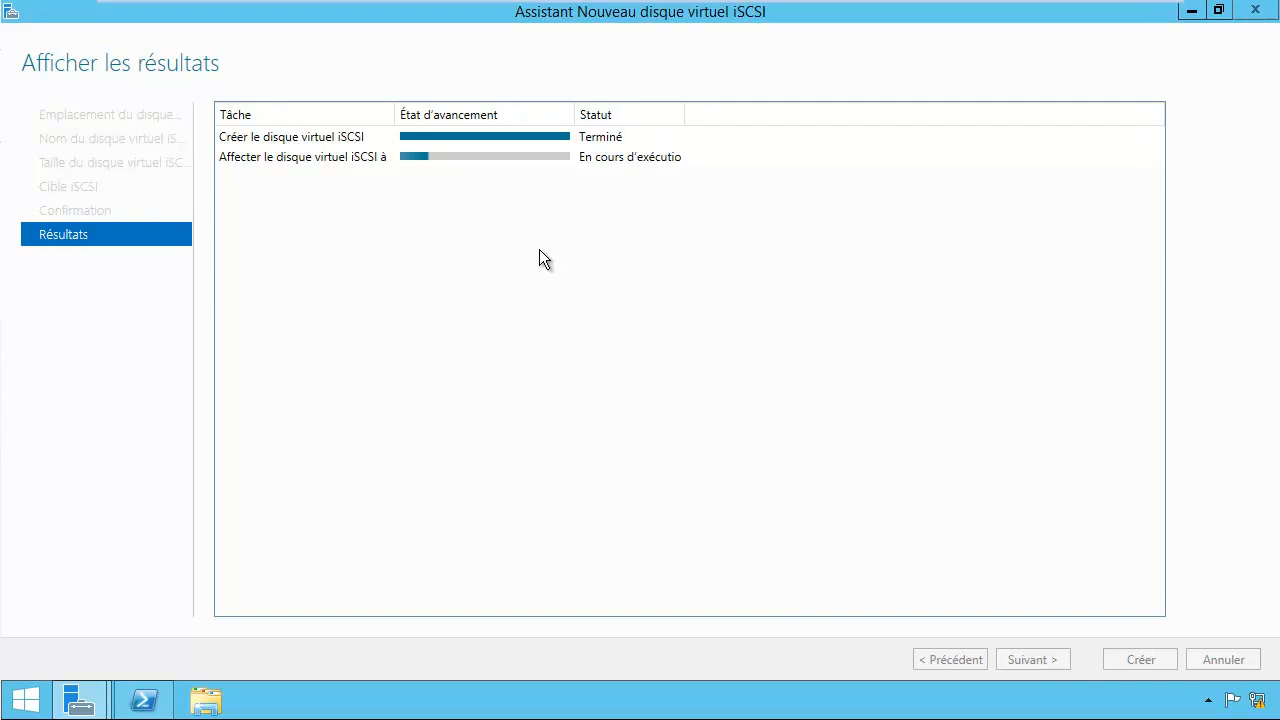 Assistant Nouveau disque virtuel iSCSI
Afficher les résultats
Emplacement du disque...
Nom du disque virtuel iS...
Taille du disque virtuel iSC...
Cible iSCSI
Confirmation
Résultats
Tâche État d'avancement Statut
Créer le disque virtuel iSCSI Terminé
Affecter le disque virtuel iSCSI à En cours d'exécutio
< Précédent Suivant > Créer Annuler